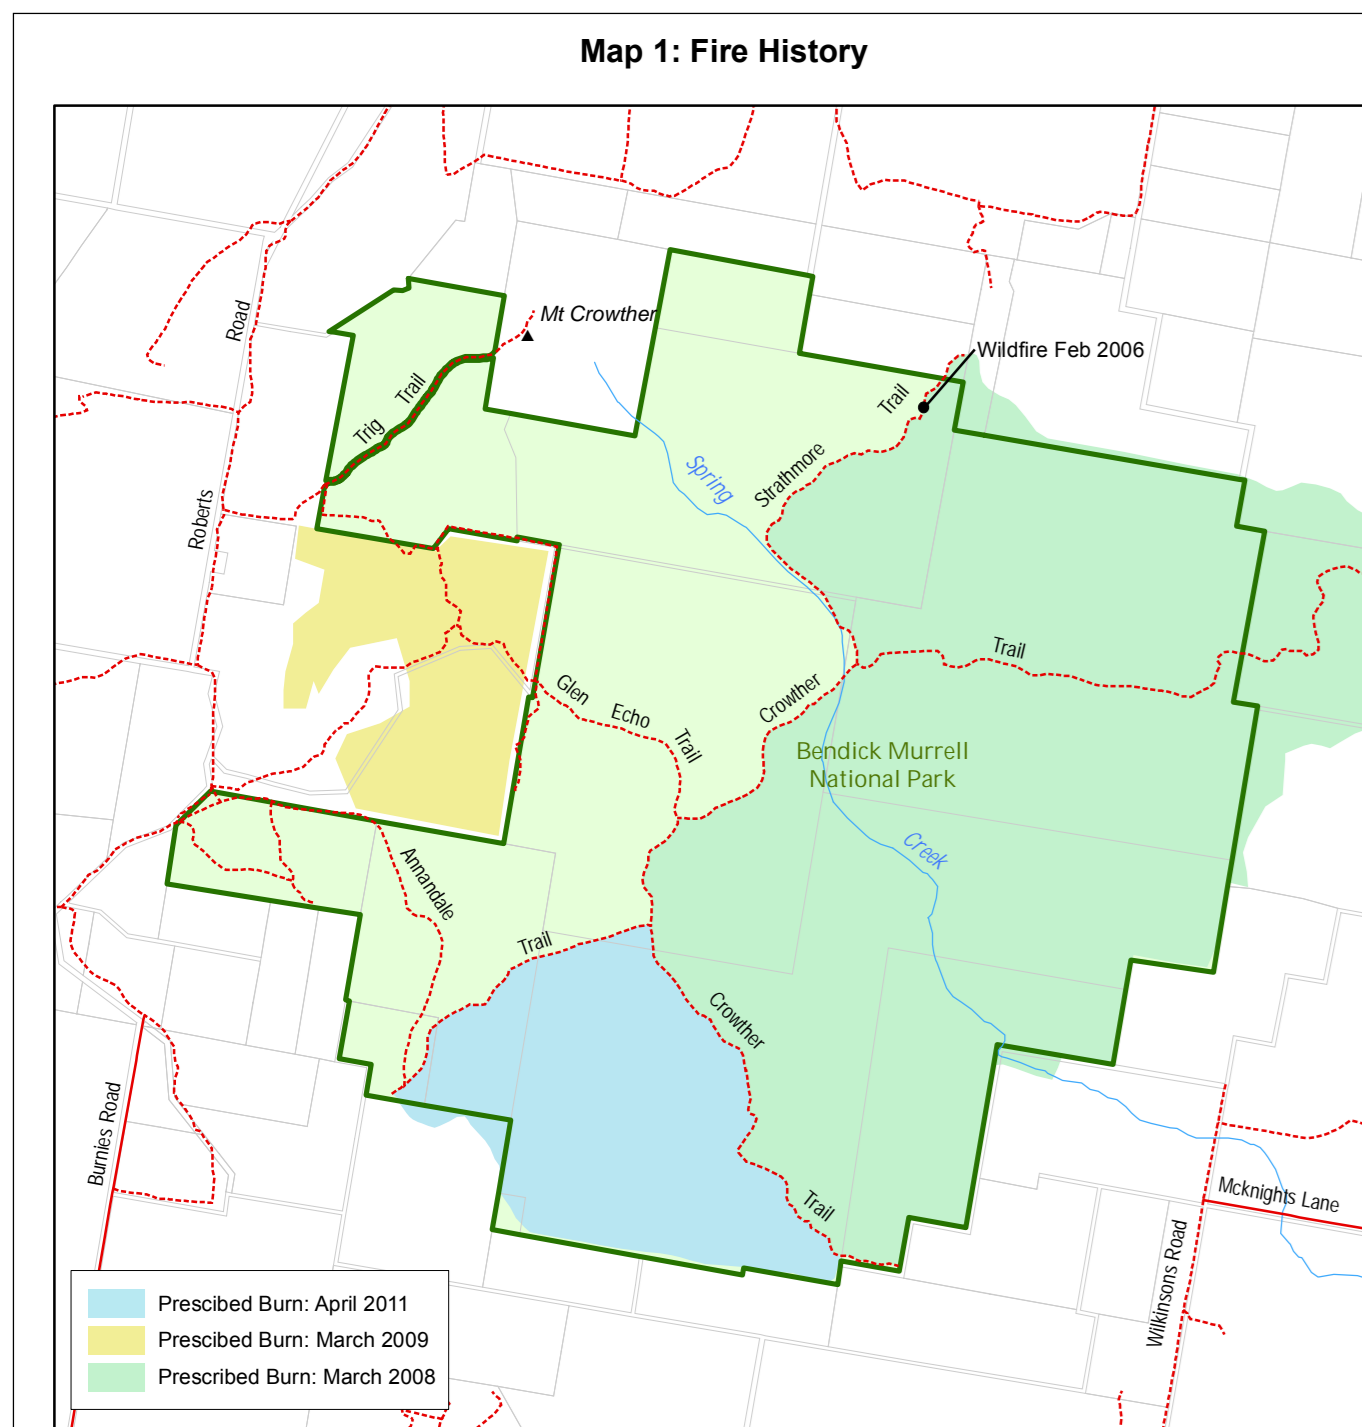 Map 1: Fire History
Mt Crowther
Road
Wildfire Feb 2006
Trig
Trail
Trail
Strathmore
Spring
Roberts
Trail
Glen
Echo
Trail
Crowther
Bendick Murrell
National Park
Creek
Annandale
Trail
Crowther
Burnies Road
Trail
Mcknights Lane
Wilkinsons Road
Prescibed Burn: April 2011
Prescibed Burn: March 2009
Prescribed Burn: March 2008